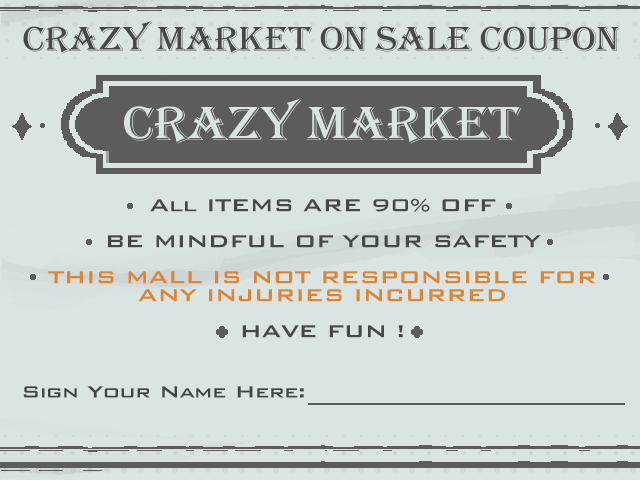 CRAZY MARKET ON SALE COUPON
CRAZY MARKET
• ALL ITEMS ARE 90% OFF •
• BE MINDFUL OF YOUR SAFETY •
• THIS MALL IS NOT RESPONSIBLE FOR •
ANY INJURIES INCURRED
HAVE FUN !
Sign Your Name Here: